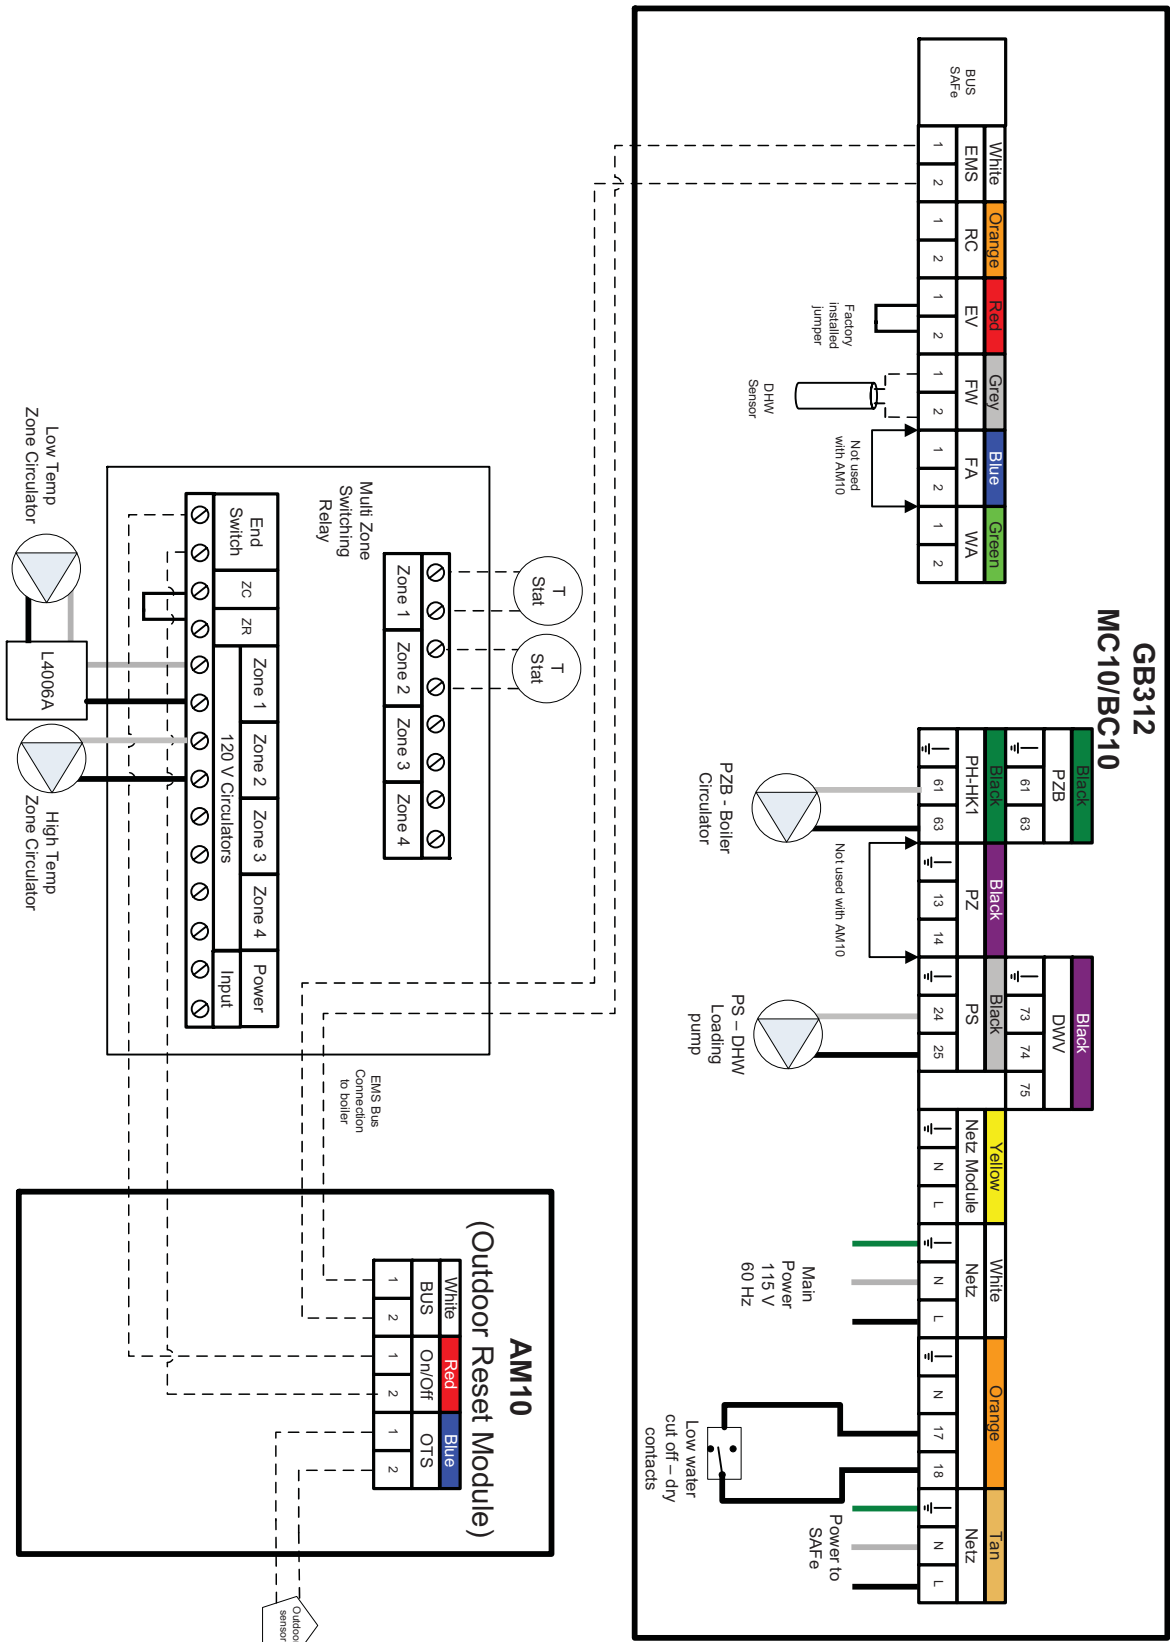 GB312
MC10/BC10
BUS
SAFe
White
Orange
Red
Grey
Blue
Green
EMS
RC
EV
FW
FA
WA
1 2 1 2 1 2 1 2 1 2 1 2
Factory
installed
jumper
DHW
Sensor
Not used
with AM10
Black
PZB
61 63
Black
PH-HK1
61 63
Black
PZ
13 14
Black
DWV
73 74 75
Black
PS
24 25
Yellow
Netz Module
N L
White
Netz
N L
Orange
N 17 18
Tan
Netz
N L
PZB - Boiler
Circulator
Not used with AM10
PS – DHW
Loading
pump
Main
Power
115 V
60 Hz
Low water
cut off – dry
contacts
Power to
SAFe
T
Stat
T
Stat
Multi Zone
Switching
Relay
Zone 1
Zone 2
Zone 3
Zone 4
End
Switch
ZC
ZR
Zone 1
Zone 2
Zone 3
Zone 4
Power
120 V Circulators
Input
Low Temp
Zone Circulator
L4006A
High Temp
Zone Circulator
EMS Bus
Connection
to boiler
AM10
(Outdoor Reset Module)
White
Red
Blue
BUS
On/Off
OTS
1 2 1 2 1 2
Outdoor
sensor